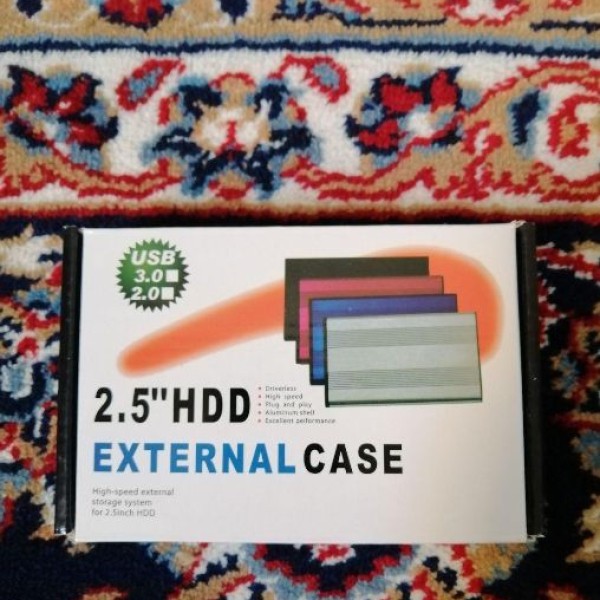 USB
3.0
2.0
2.5"HDD
Driverless
High speed
Plug and play
Aluminum shell
Excellent performance
EXTERNAL CASE
High-speed external
storage system
for 2.5inch HDD